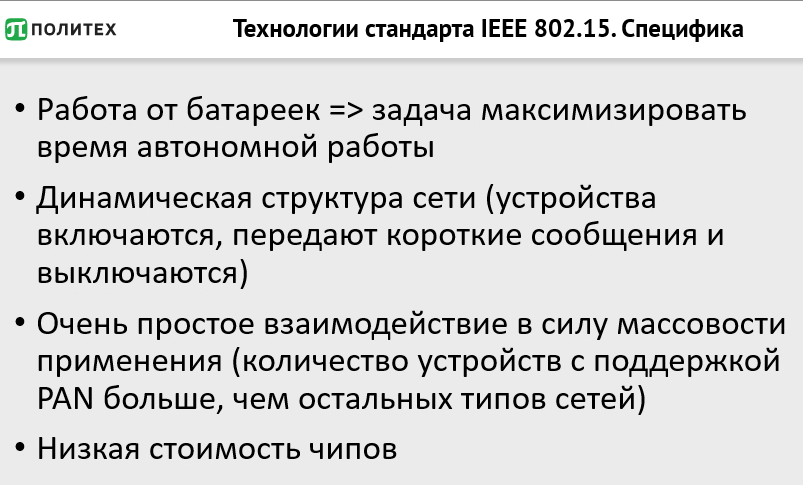 ПОЛИТЕХ
Технологии стандарта IEEE 802.15. Специфика
• Работа от батареек => задача максимизировать
время автономной работы
• Динамическая структура сети (устройства
включаются, передают короткие сообщения и
выключаются)
• Очень простое взаимодействие в силу массовости
применения (количество устройств с поддержкой
PAN больше, чем остальных типов сетей)
• Низкая стоимость чипов